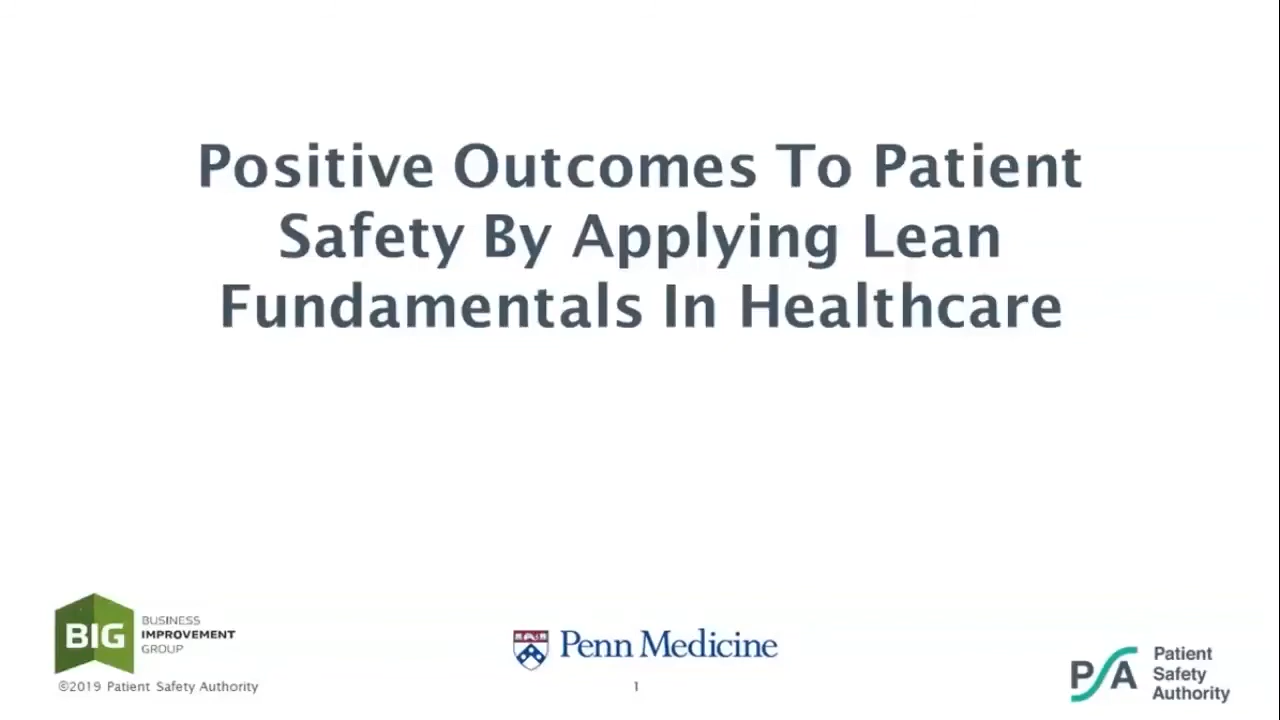 Positive Outcomes To Patient
Safety By Applying Lean
Fundamentals In Healthcare
BIG
BUSINESS
IMPROVEMENT
GROUP
©2019 Patient Safety Authority
Penn Medicine
1
PSA
Patient
Safety
Authority